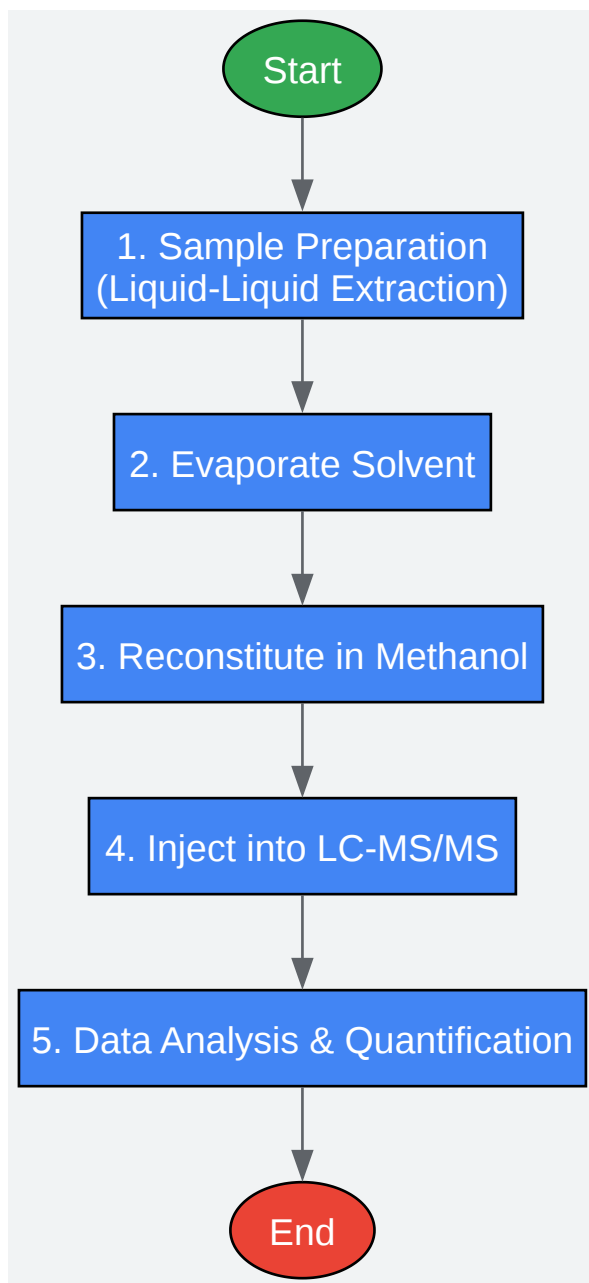 Start
1. Sample Preparation
(Liquid-Liquid Extraction)
2. Evaporate Solvent
3. Reconstitute in Methanol
4. Inject into LC-MS/MS
5. Data Analysis & Quantification
End